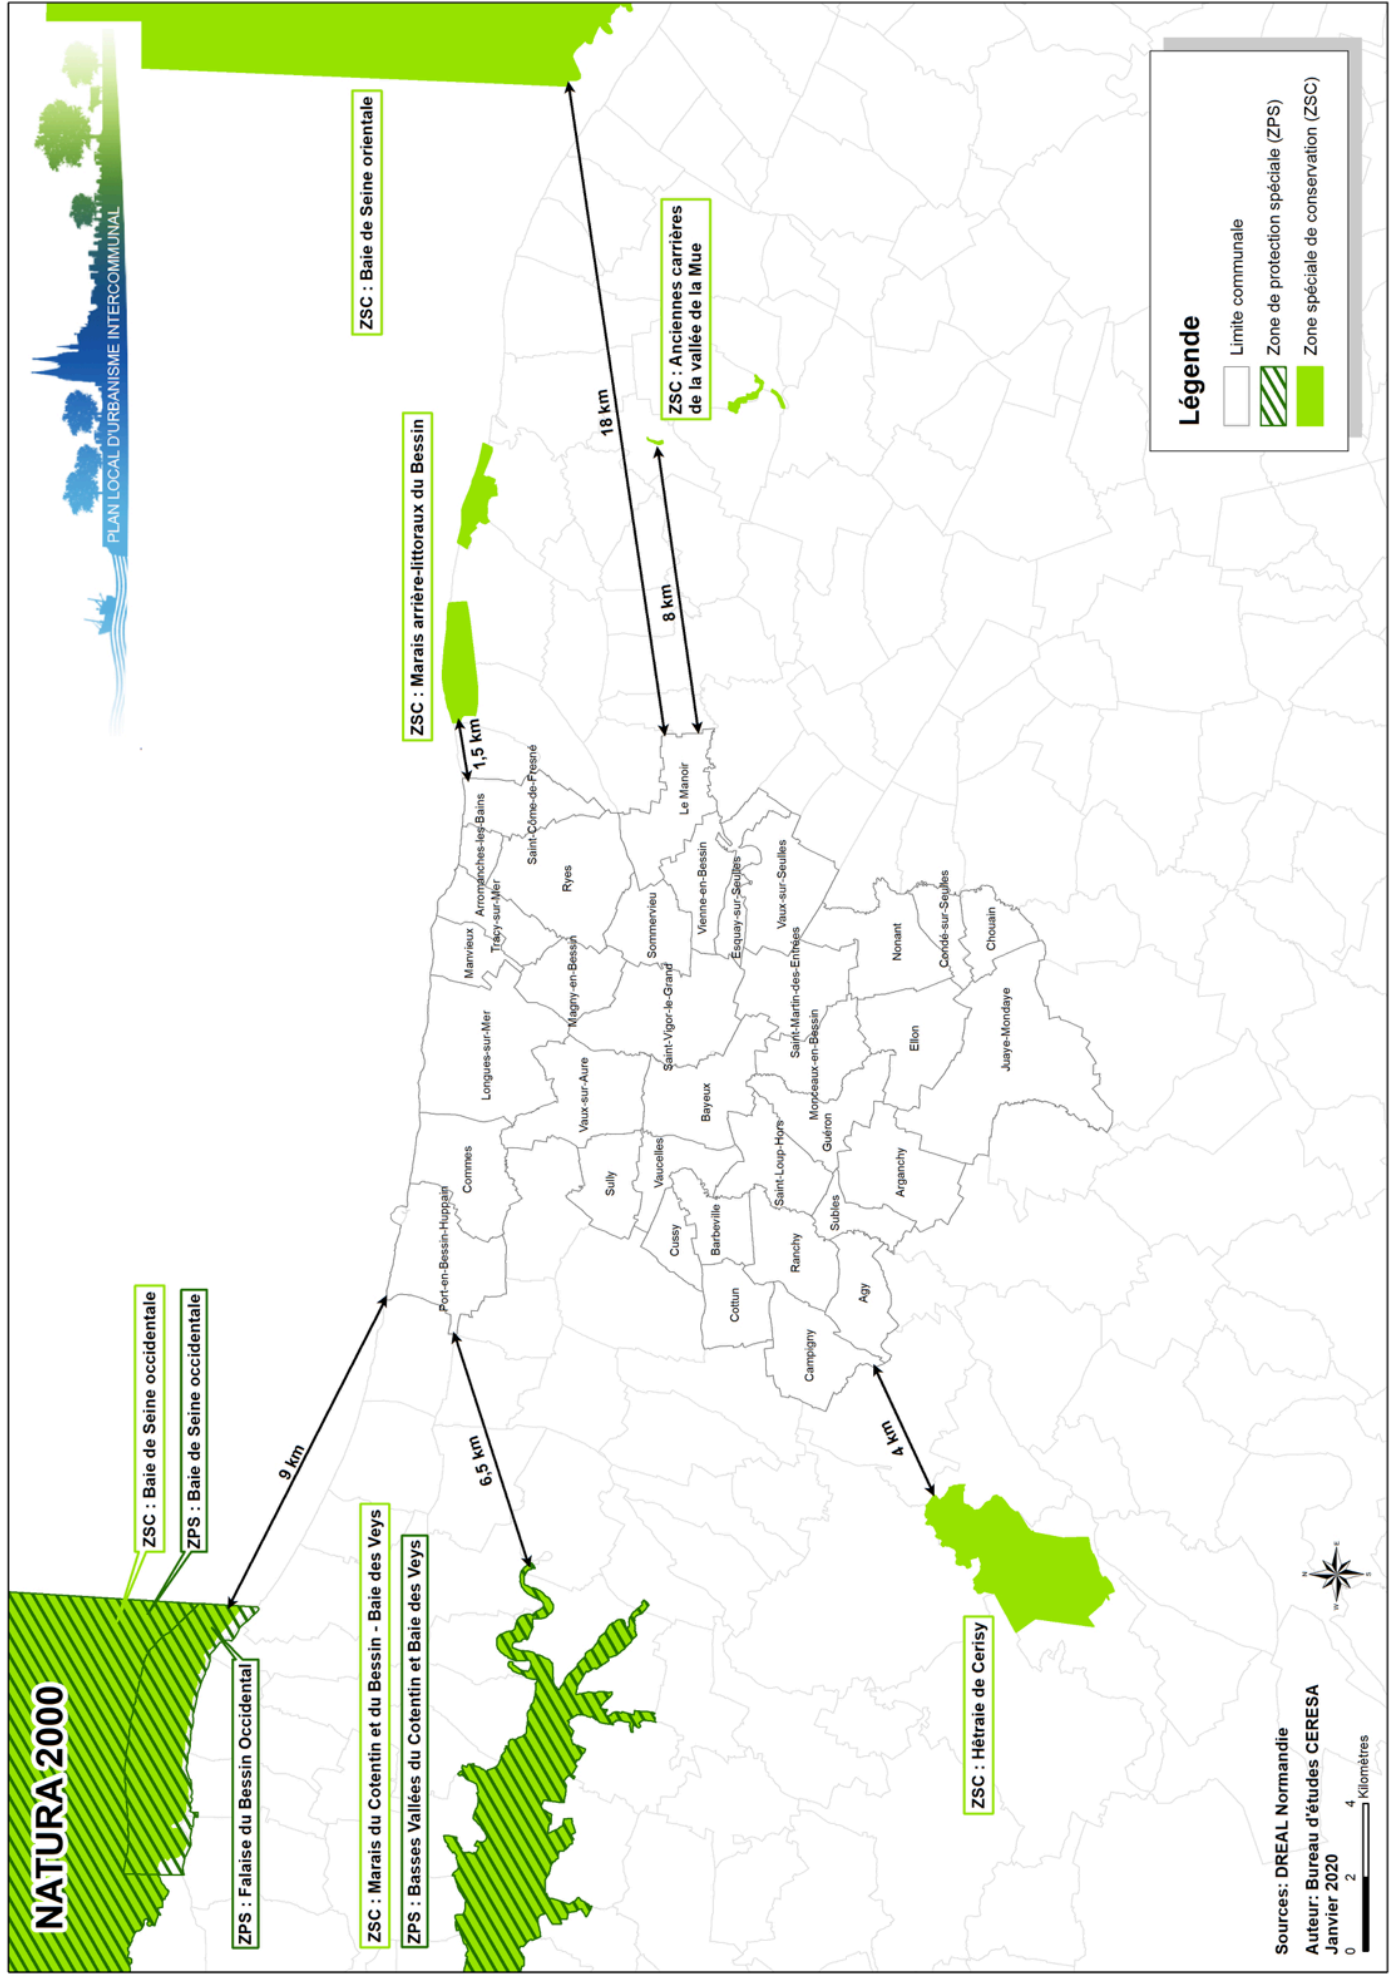 NATURA 2000
PLAN LOCAL D'URBANISME INTERCOMMUNAL
ZSC : Baie de Seine occidentale
ZPS : Baie de Seine occidentale
ZPS : Falaise du Bessin Occidental
9 km
ZSC : Marais du Cotentin et du Bessin - Baie des Veys
ZPS : Basses Vallées du Cotentin et Baie des Veys
6,5 km
ZSC : Marais arrière-littoraux du Bessin
1,5 km
ZSC : Baie de Seine orientale
18 km
8 km
ZSC : Anciennes carrières
de la vallée de la Mue
Port-en-Bessin-Huppain
Commes
Longues-sur-Mer
Manvieux
Tracy-sur-Mer
Arromanches-les-Bains
Saint-Côme-de-Fresné
Ryes
Magny-en-Bessin
Vaux-sur-Aure
Sully
Vaucelles
Cussy
Barbeville
Cottun
Bayeux
Saint-Vigor-le-Grand
Sommervieu
Le Manoir
Vienne-en-Bessin
Esquay-sur-Seulles
Vaux-sur-Seulles
Saint-Martin-des-Entrées
Monceaux-en-Bessin
Saint-Loup-Hors
Guéron
Ranchy
Subles
Campigny
Agy
Arganchy
Ellon
Nonant
Condé-sur-Seulles
Chouain
Juaye-Mondaye
4 km
ZSC : Hêtraie de Cerisy
Sources: DREAL Normandie
Auteur: Bureau d'études CERESA
Janvier 2020
0 2 4
Kilomètres
N
E
S
W
Légende
Limite communale
Zone de protection spéciale (ZPS)
Zone spéciale de conservation (ZSC)